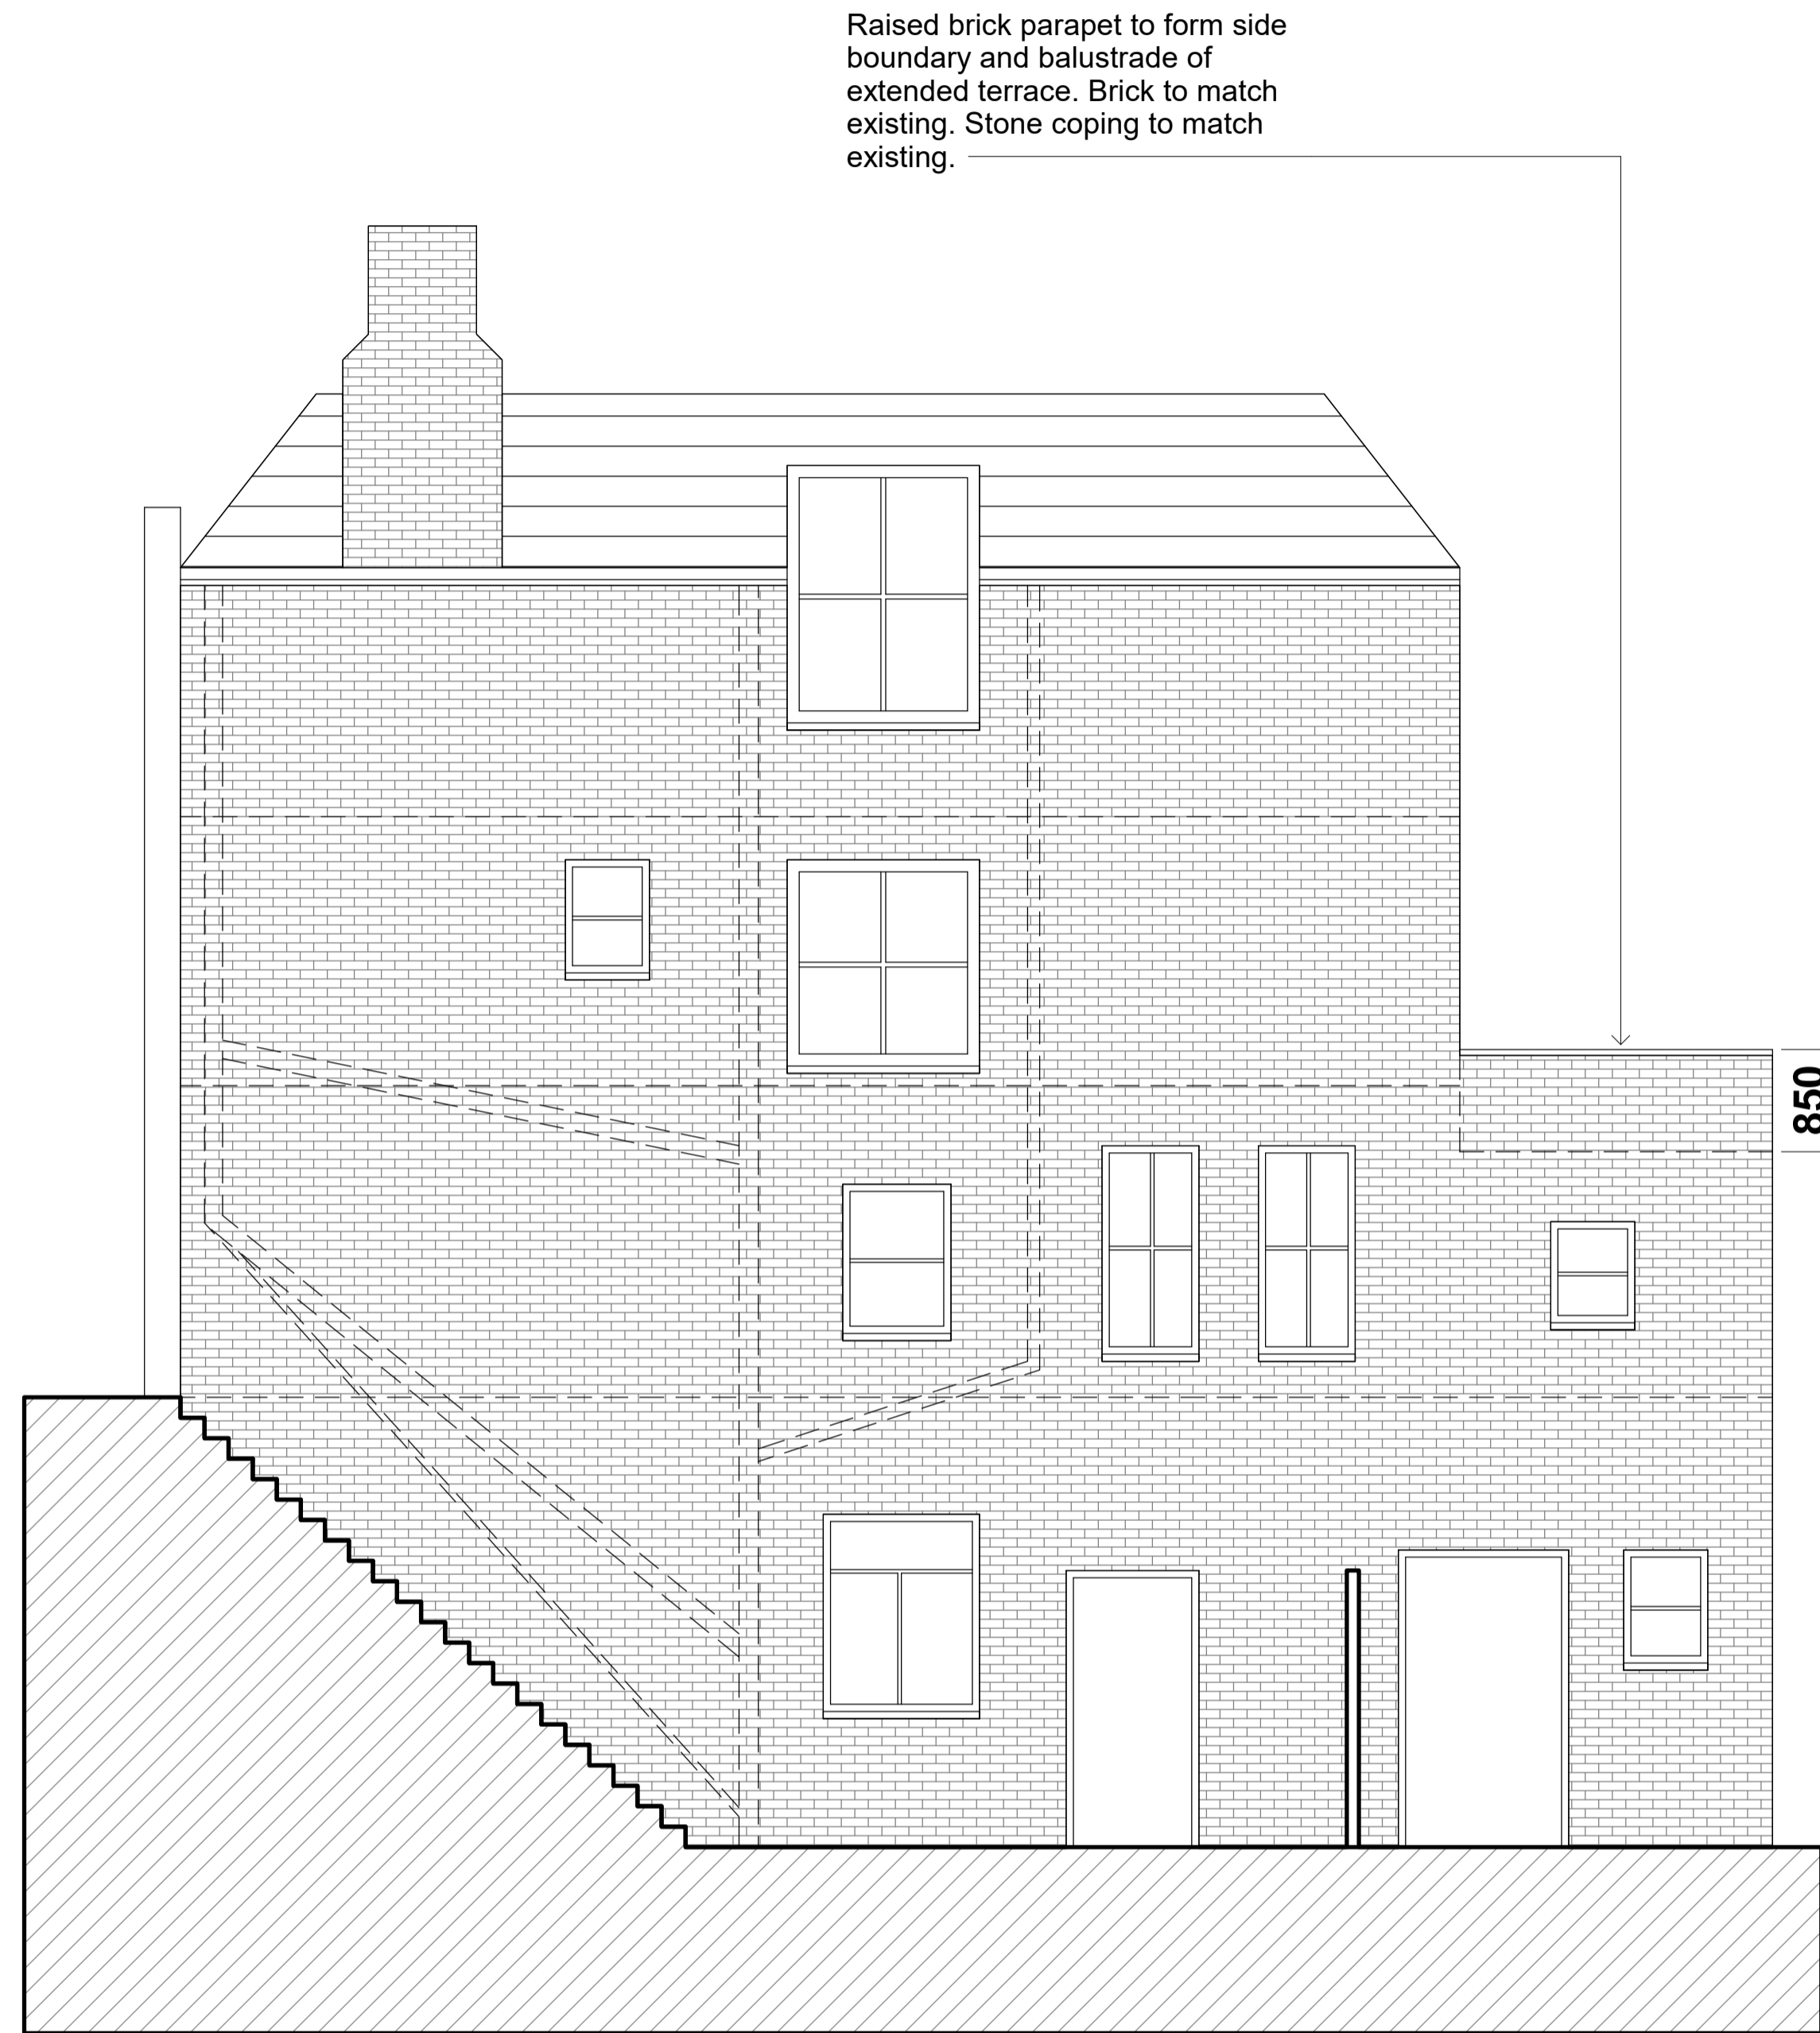 Raised brick parapet to form side
boundary and balustrade of
extended terrace. Brick to match
existing. Stone coping to match
existing.
850